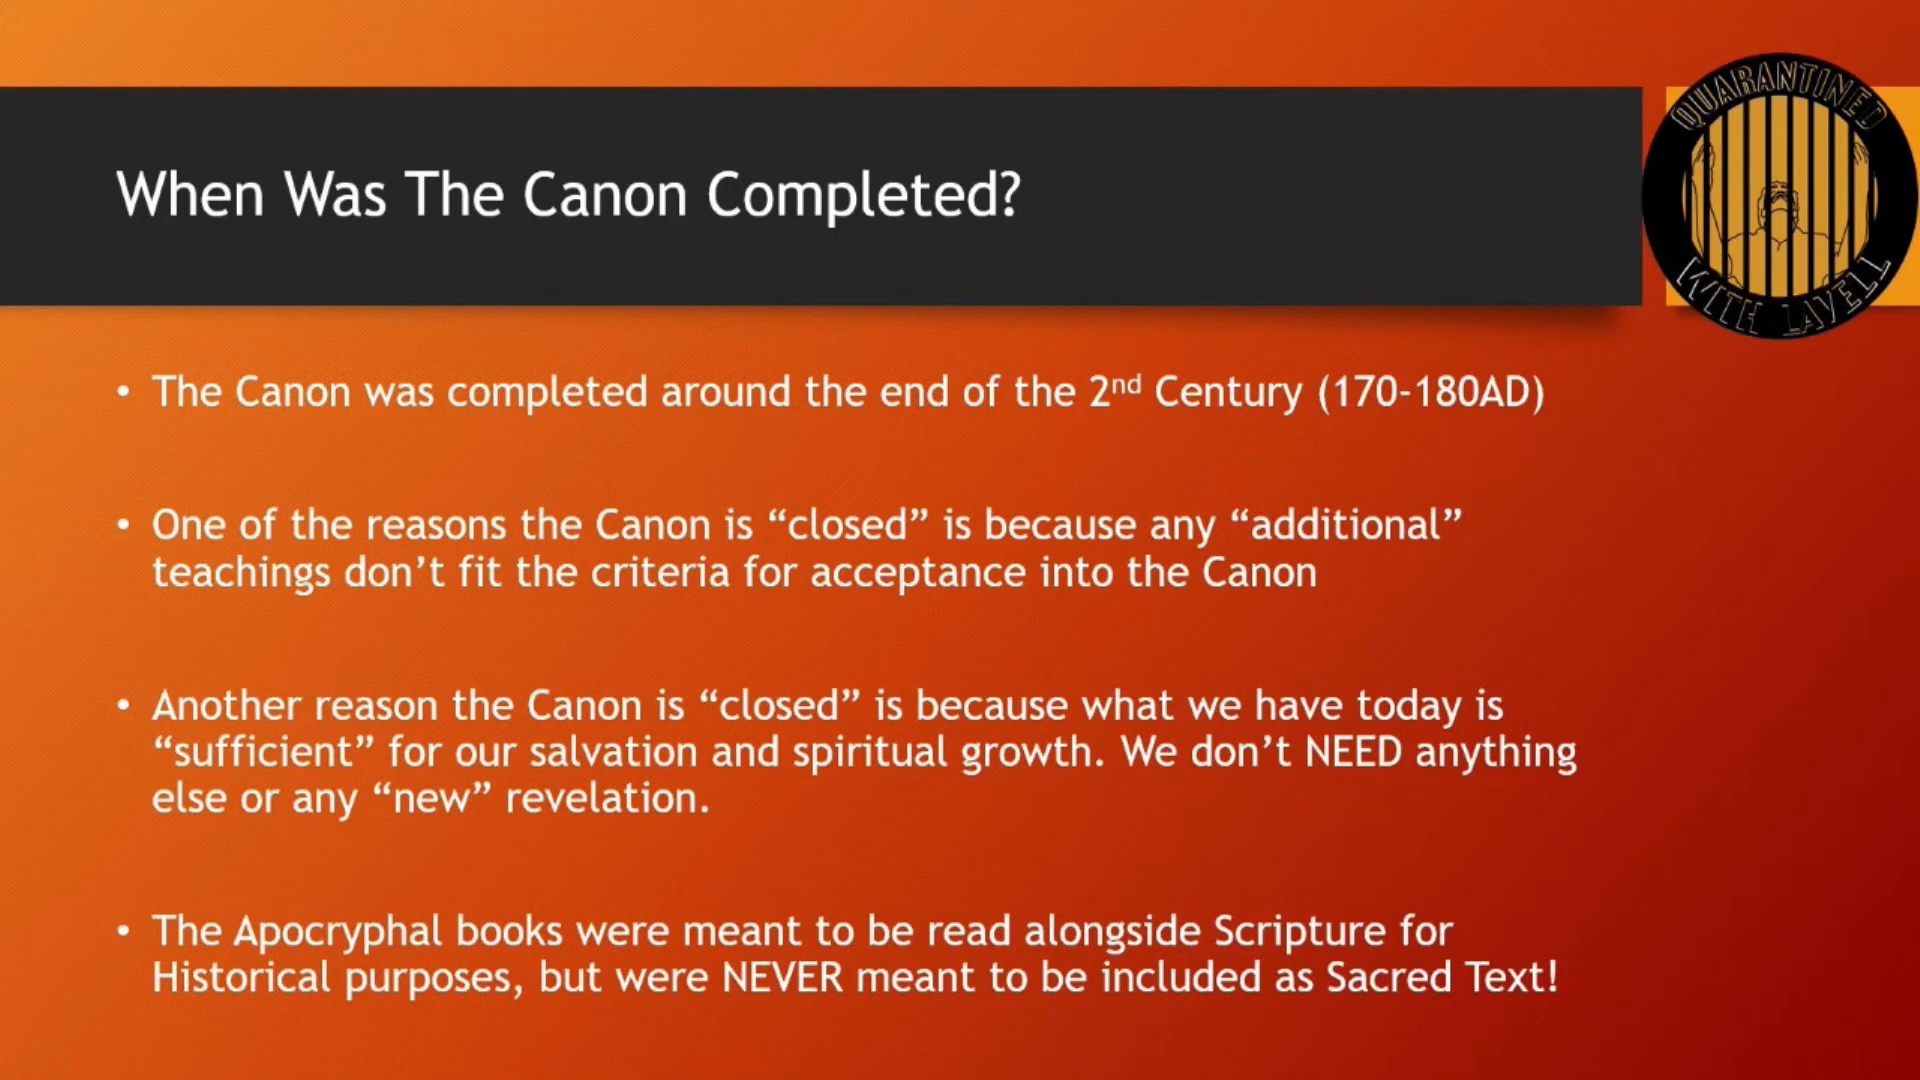 When Was The Canon Completed?
QUARANTINED
WITH LAVELL
• The Canon was completed around the end of the 2nd Century (170-180AD)
• One of the reasons the Canon is “closed” is because any “additional”
teachings don’t fit the criteria for acceptance into the Canon
• Another reason the Canon is “closed” is because what we have today is
“sufficient” for our salvation and spiritual growth. We don’t NEED anything
else or any “new” revelation.
• The Apocryphal books were meant to be read alongside Scripture for
Historical purposes, but were NEVER meant to be included as Sacred Text!